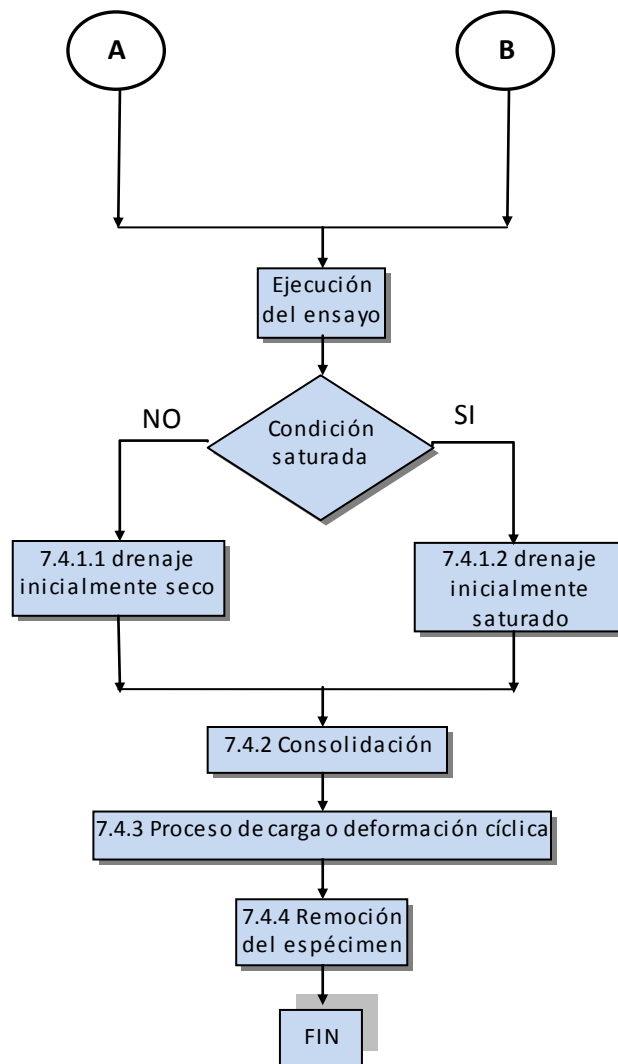 A
B
Ejecución
del ensayo
Condición
saturada
NO
SI
7.4.1.1 drenaje
inicialmente seco
7.4.1.2 drenaje
inicialmente
saturado
7.4.2 Consolidación
7.4.3 Proceso de carga o deformación cíclica
7.4.4 Remoción
del espécimen
FIN